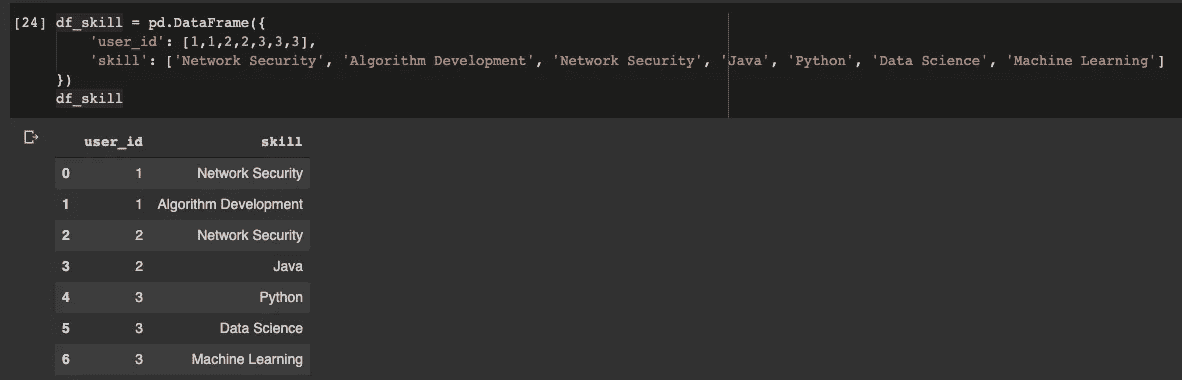 [24] df_skill = pd.DataFrame({
'user_id': [1,1,2,2,3,3,3],
'skill': ['Network Security', 'Algorithm Development', 'Network Security', 'Java', 'Python', 'Data Science', 'Machine Learning']
})
df_skill
user_id skill
0 1 Network Security
1 1 Algorithm Development
2 2 Network Security
3 2 Java
4 3 Python
5 3 Data Science
6 3 Machine Learning